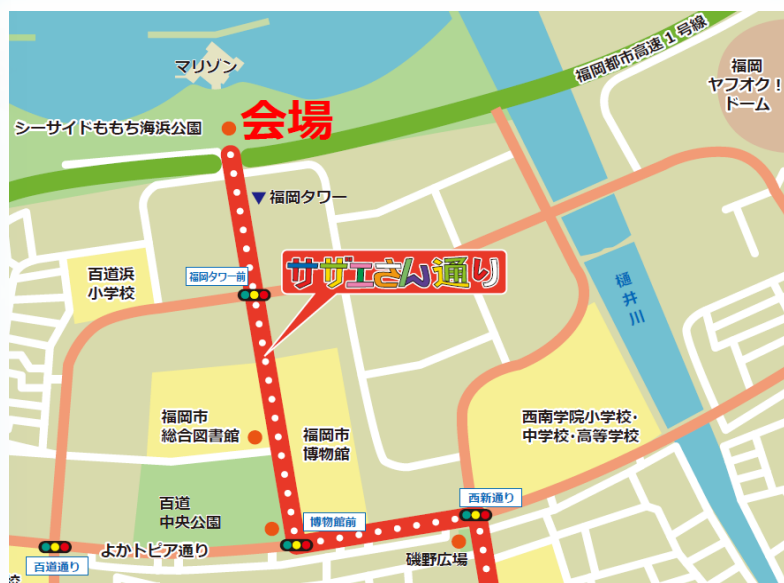 マリゾン
福岡都市高速1号線
福岡
ヤフオク!
ドーム
シーサイドももち海浜公園
会場
福岡タワー
百道浜
小学校
福岡タワー前
サザエさん通り
樋井川
福岡市
総合図書館
福岡市
博物館
西南学院小学校・
中学校・高等学校
百道
中央公園
西新通り
博物館前
よかトピア通り
磯野広場
百道通り
校